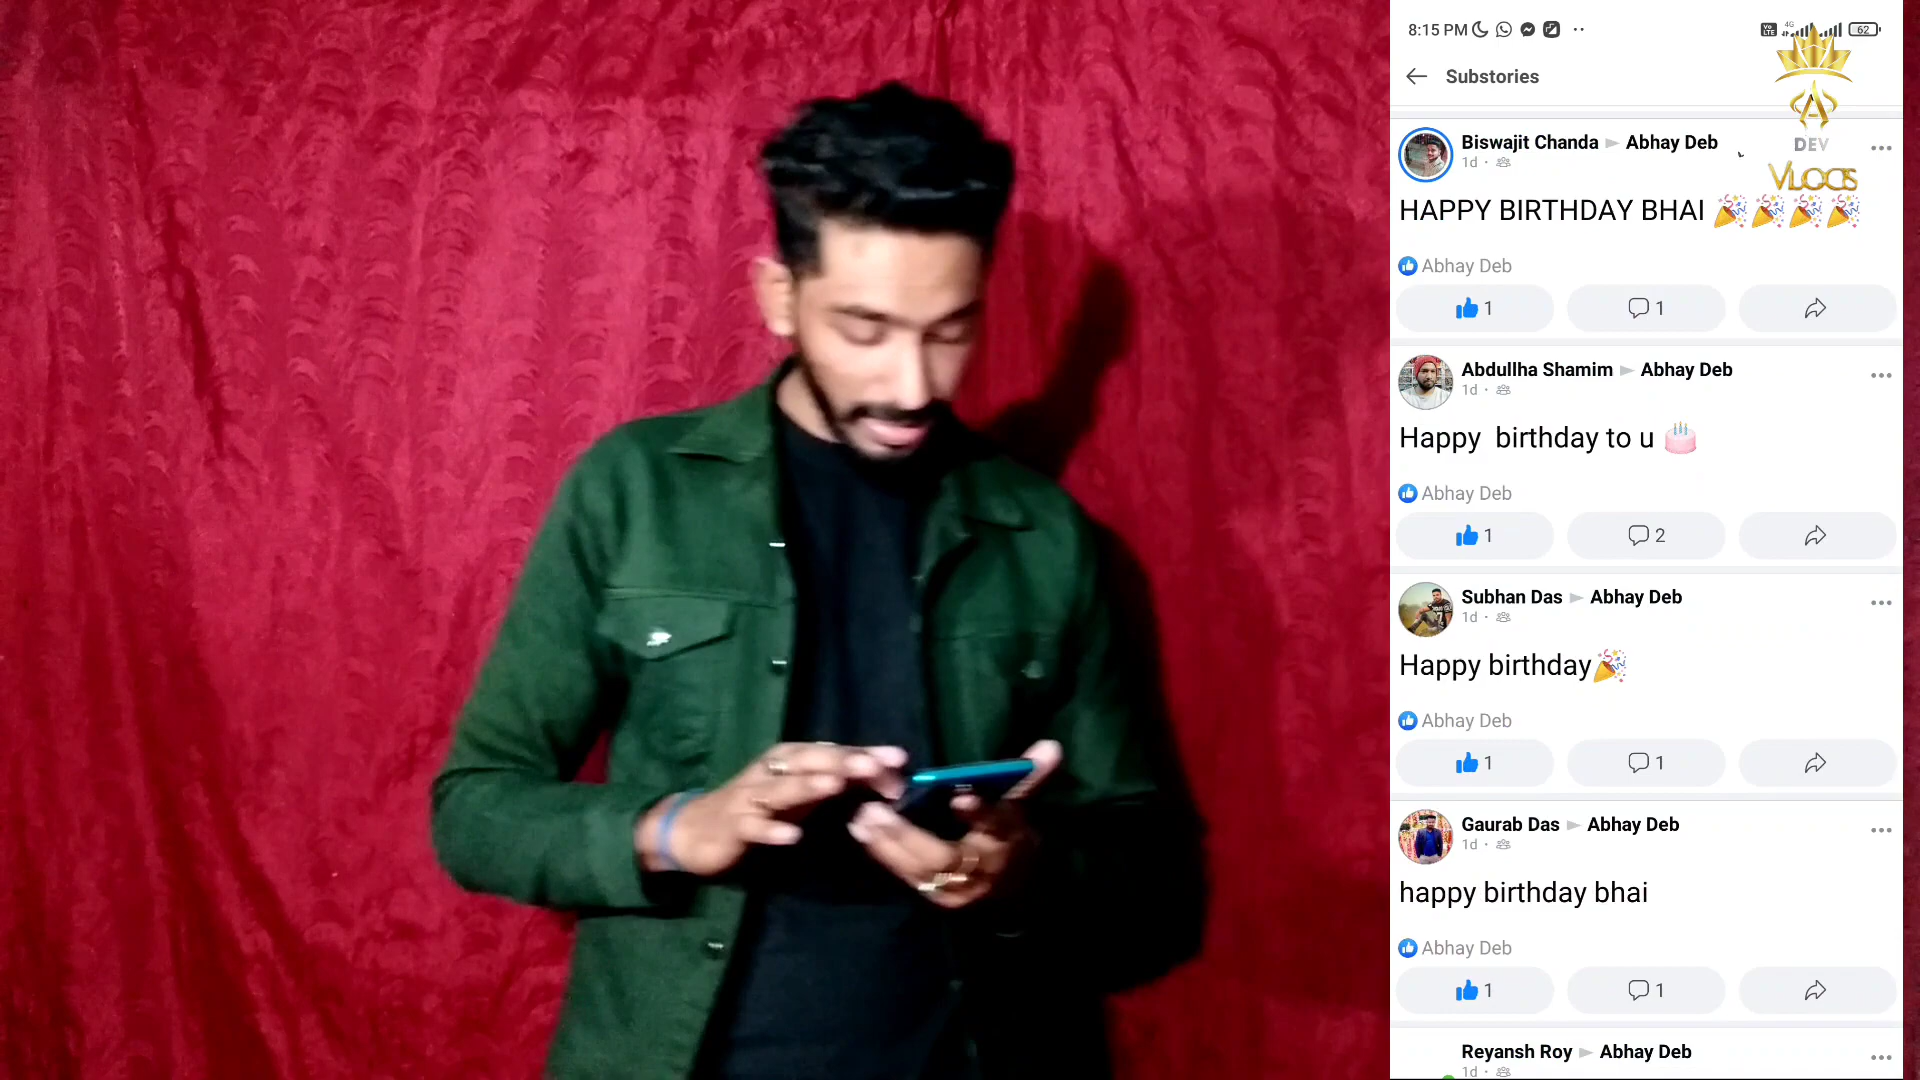 8:15 PM
4G
62
Substories
A
DEV
VLOGS
Biswajit Chanda ► Abhay Deb
1d ·
HAPPY BIRTHDAY BHAI 🎉🎉🎉🎉
Abhay Deb
1 1
Abdullha Shamim ► Abhay Deb
1d ·
Happy birthday to u 🎂
Abhay Deb
1 2
Subhan Das ► Abhay Deb
1d ·
Happy birthday🎉
Abhay Deb
1 1
Gaurab Das ► Abhay Deb
1d ·
happy birthday bhai
Abhay Deb
1 1
Reyansh Roy ► Abhay Deb
1d ·